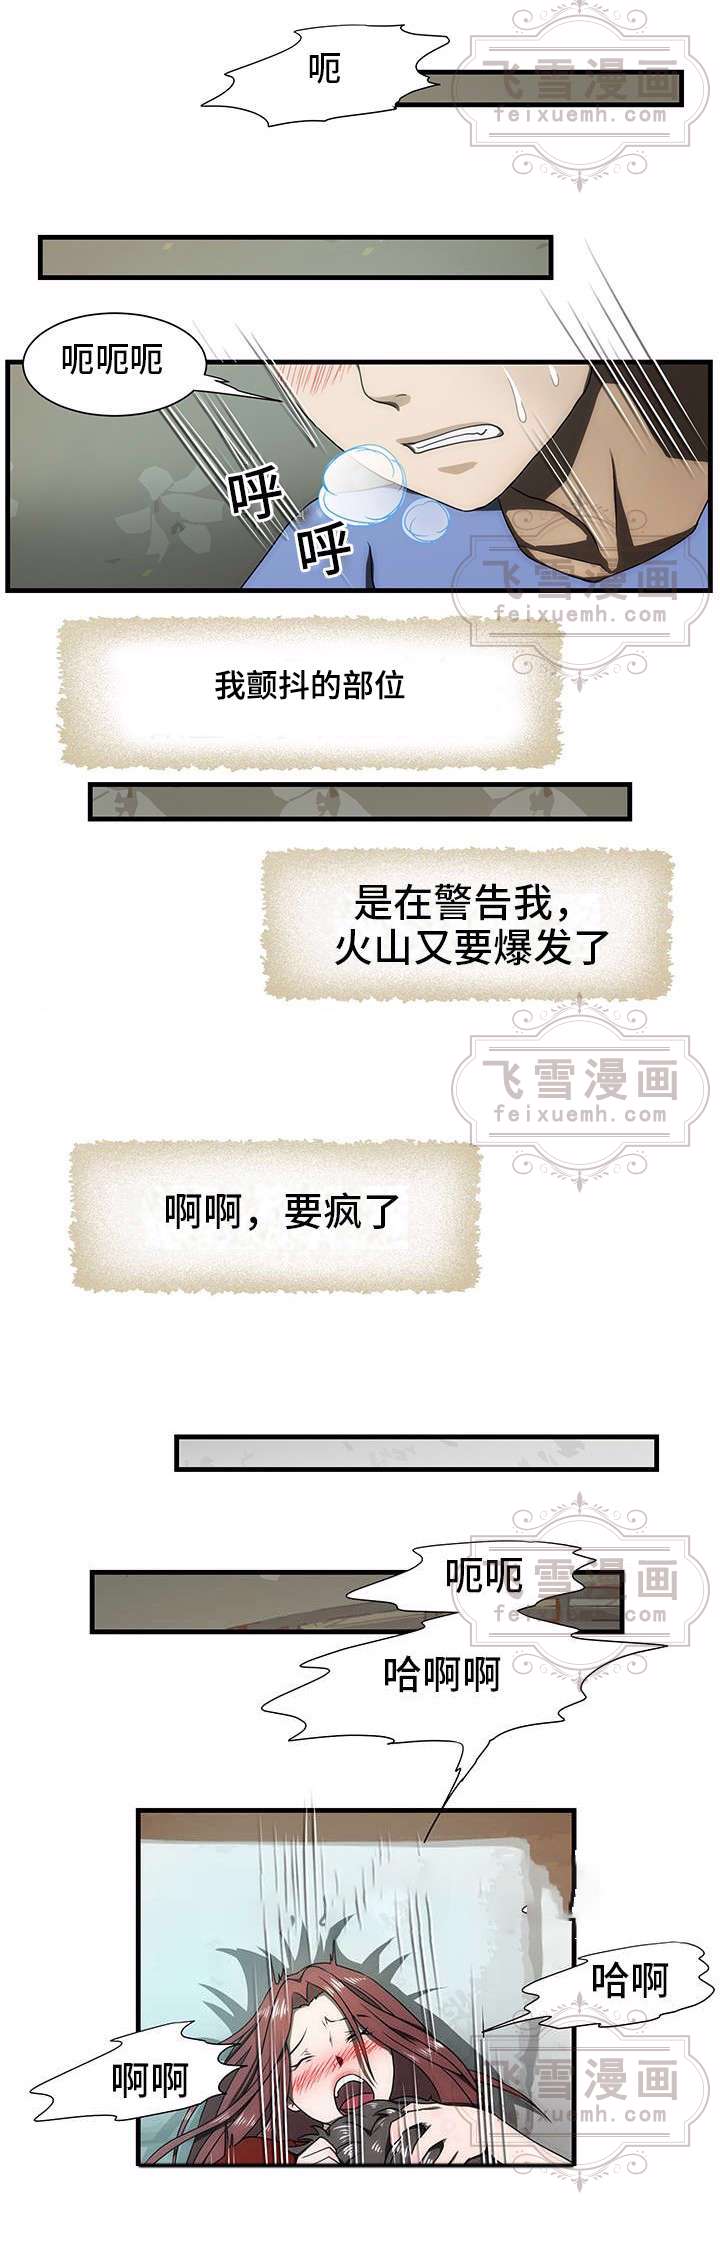 呃
飞雪漫画
feixuemh.com
呃呃呃
呼
呼
飞雪漫画
feixuemh.com
我颤抖的部位
是在警告我，
火山又要爆发了
飞雪漫画
feixuemh.com
啊啊，要疯了
呃呃
飞雪漫画
feixuemh.com
哈啊啊
哈啊
啊啊
飞雪漫画
feixuemh.com